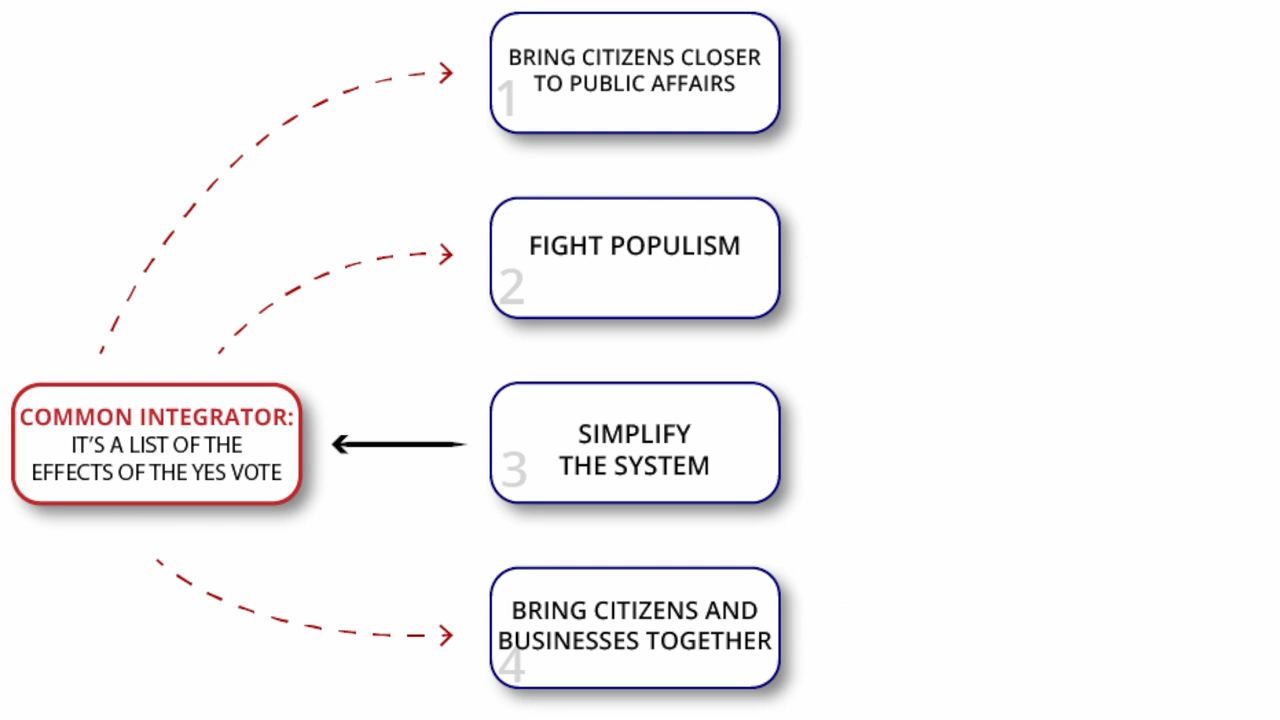 BRING CITIZENS CLOSER
TO PUBLIC AFFAIRS
1
FIGHT POPULISM
2
COMMON INTEGRATOR:
IT’S A LIST OF THE
EFFECTS OF THE YES VOTE
SIMPLIFY
THE SYSTEM
3
BRING CITIZENS AND
BUSINESSES TOGETHER
4